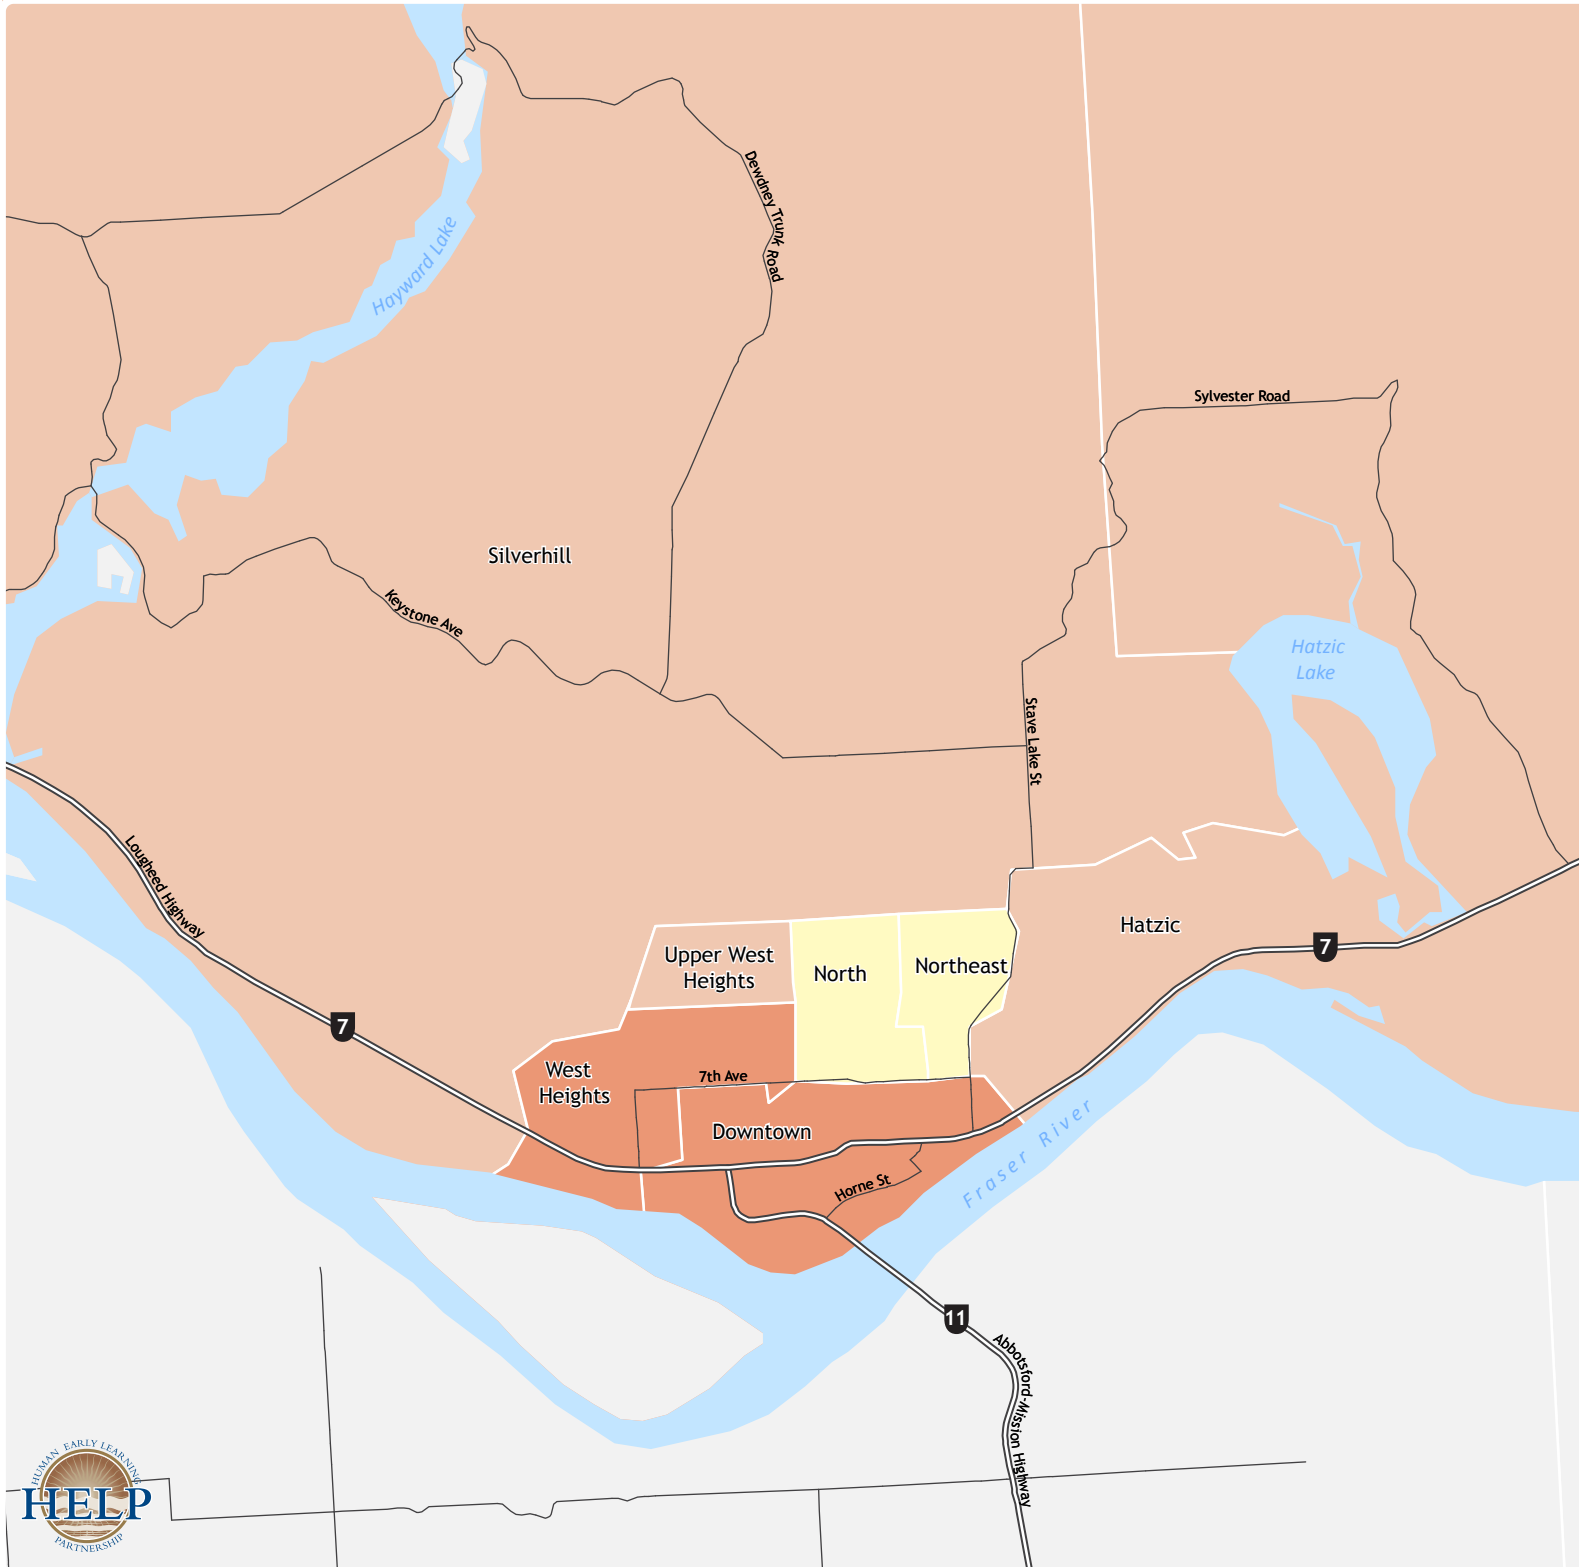 Dewdney Trunk Road
Hayward Lake
Sylvester Road
Silverhill
Keystone Ave
Hatzic
Lake
Stave Lake St
Lougheed Highway
Hatzic
7
Upper West
Heights
North
Northeast
7
West
Heights
7th Ave
Downtown
Fraser River
Horne St
11
Abbotsford-Mission Highway
HUMAN EARLY LEARNING
HELP
PARTNERSHIP